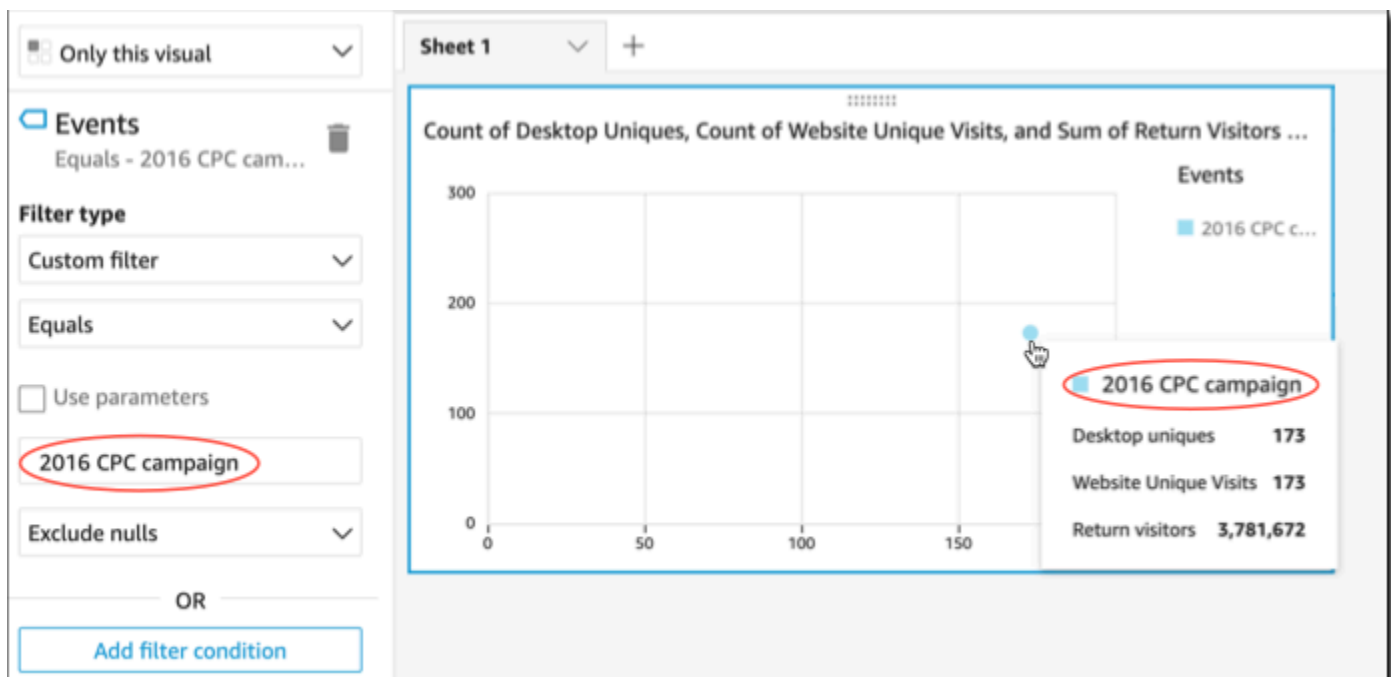 Only this visual
Events
Equals - 2016 CPC cam...
Filter type
Custom filter
Equals
Use parameters
2016 CPC campaign
Exclude nulls
OR
Add filter condition
Sheet 1
Count of Desktop Uniques, Count of Website Unique Visits, and Sum of Return Visitors ...
300
200
100
0
0 50 100 150
Events
2016 CPC c...
2016 CPC campaign
Desktop uniques 173
Website Unique Visits 173
Return visitors 3,781,672